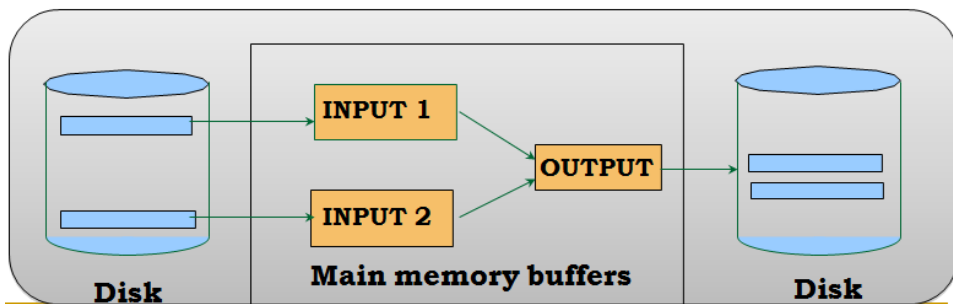 INPUT 1
OUTPUT
INPUT 2
Main memory buffers
Disk
Disk